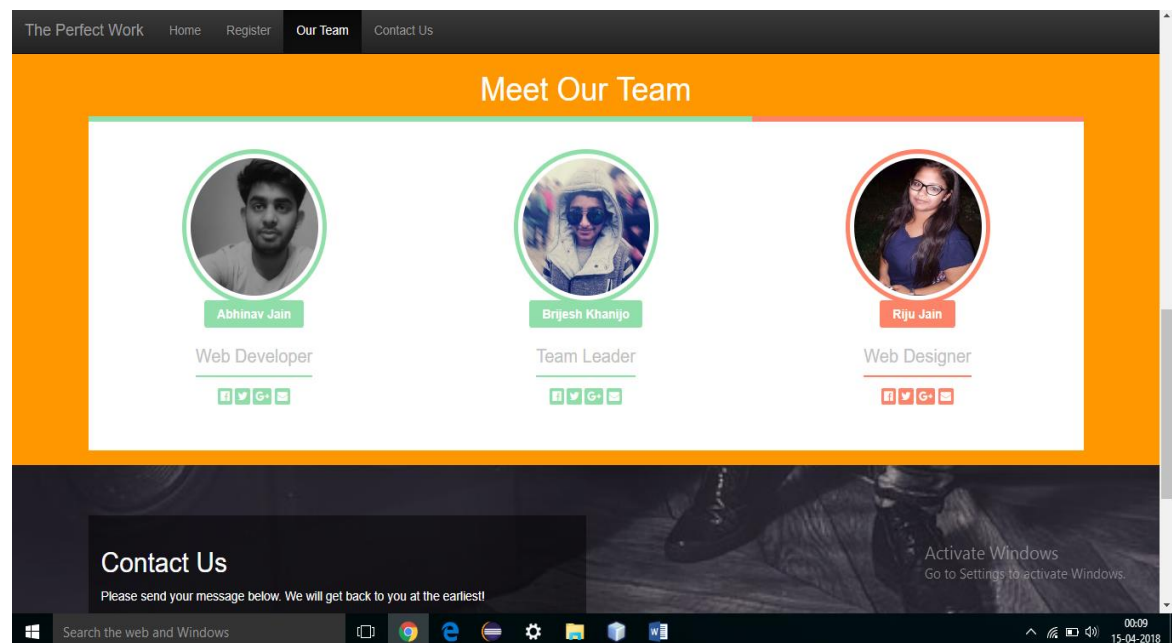 The Perfect Work Home Register Our Team Contact Us
Meet Our Team
Abhinav Jain
Web Developer
Brijesh Khanijo
Team Leader
Riju Jain
Web Designer
Contact Us
Please send your message below. We will get back to you at the earliest!
Activate Windows
Go to Settings to activate Windows.
Search the web and Windows
00:09
15-04-2018